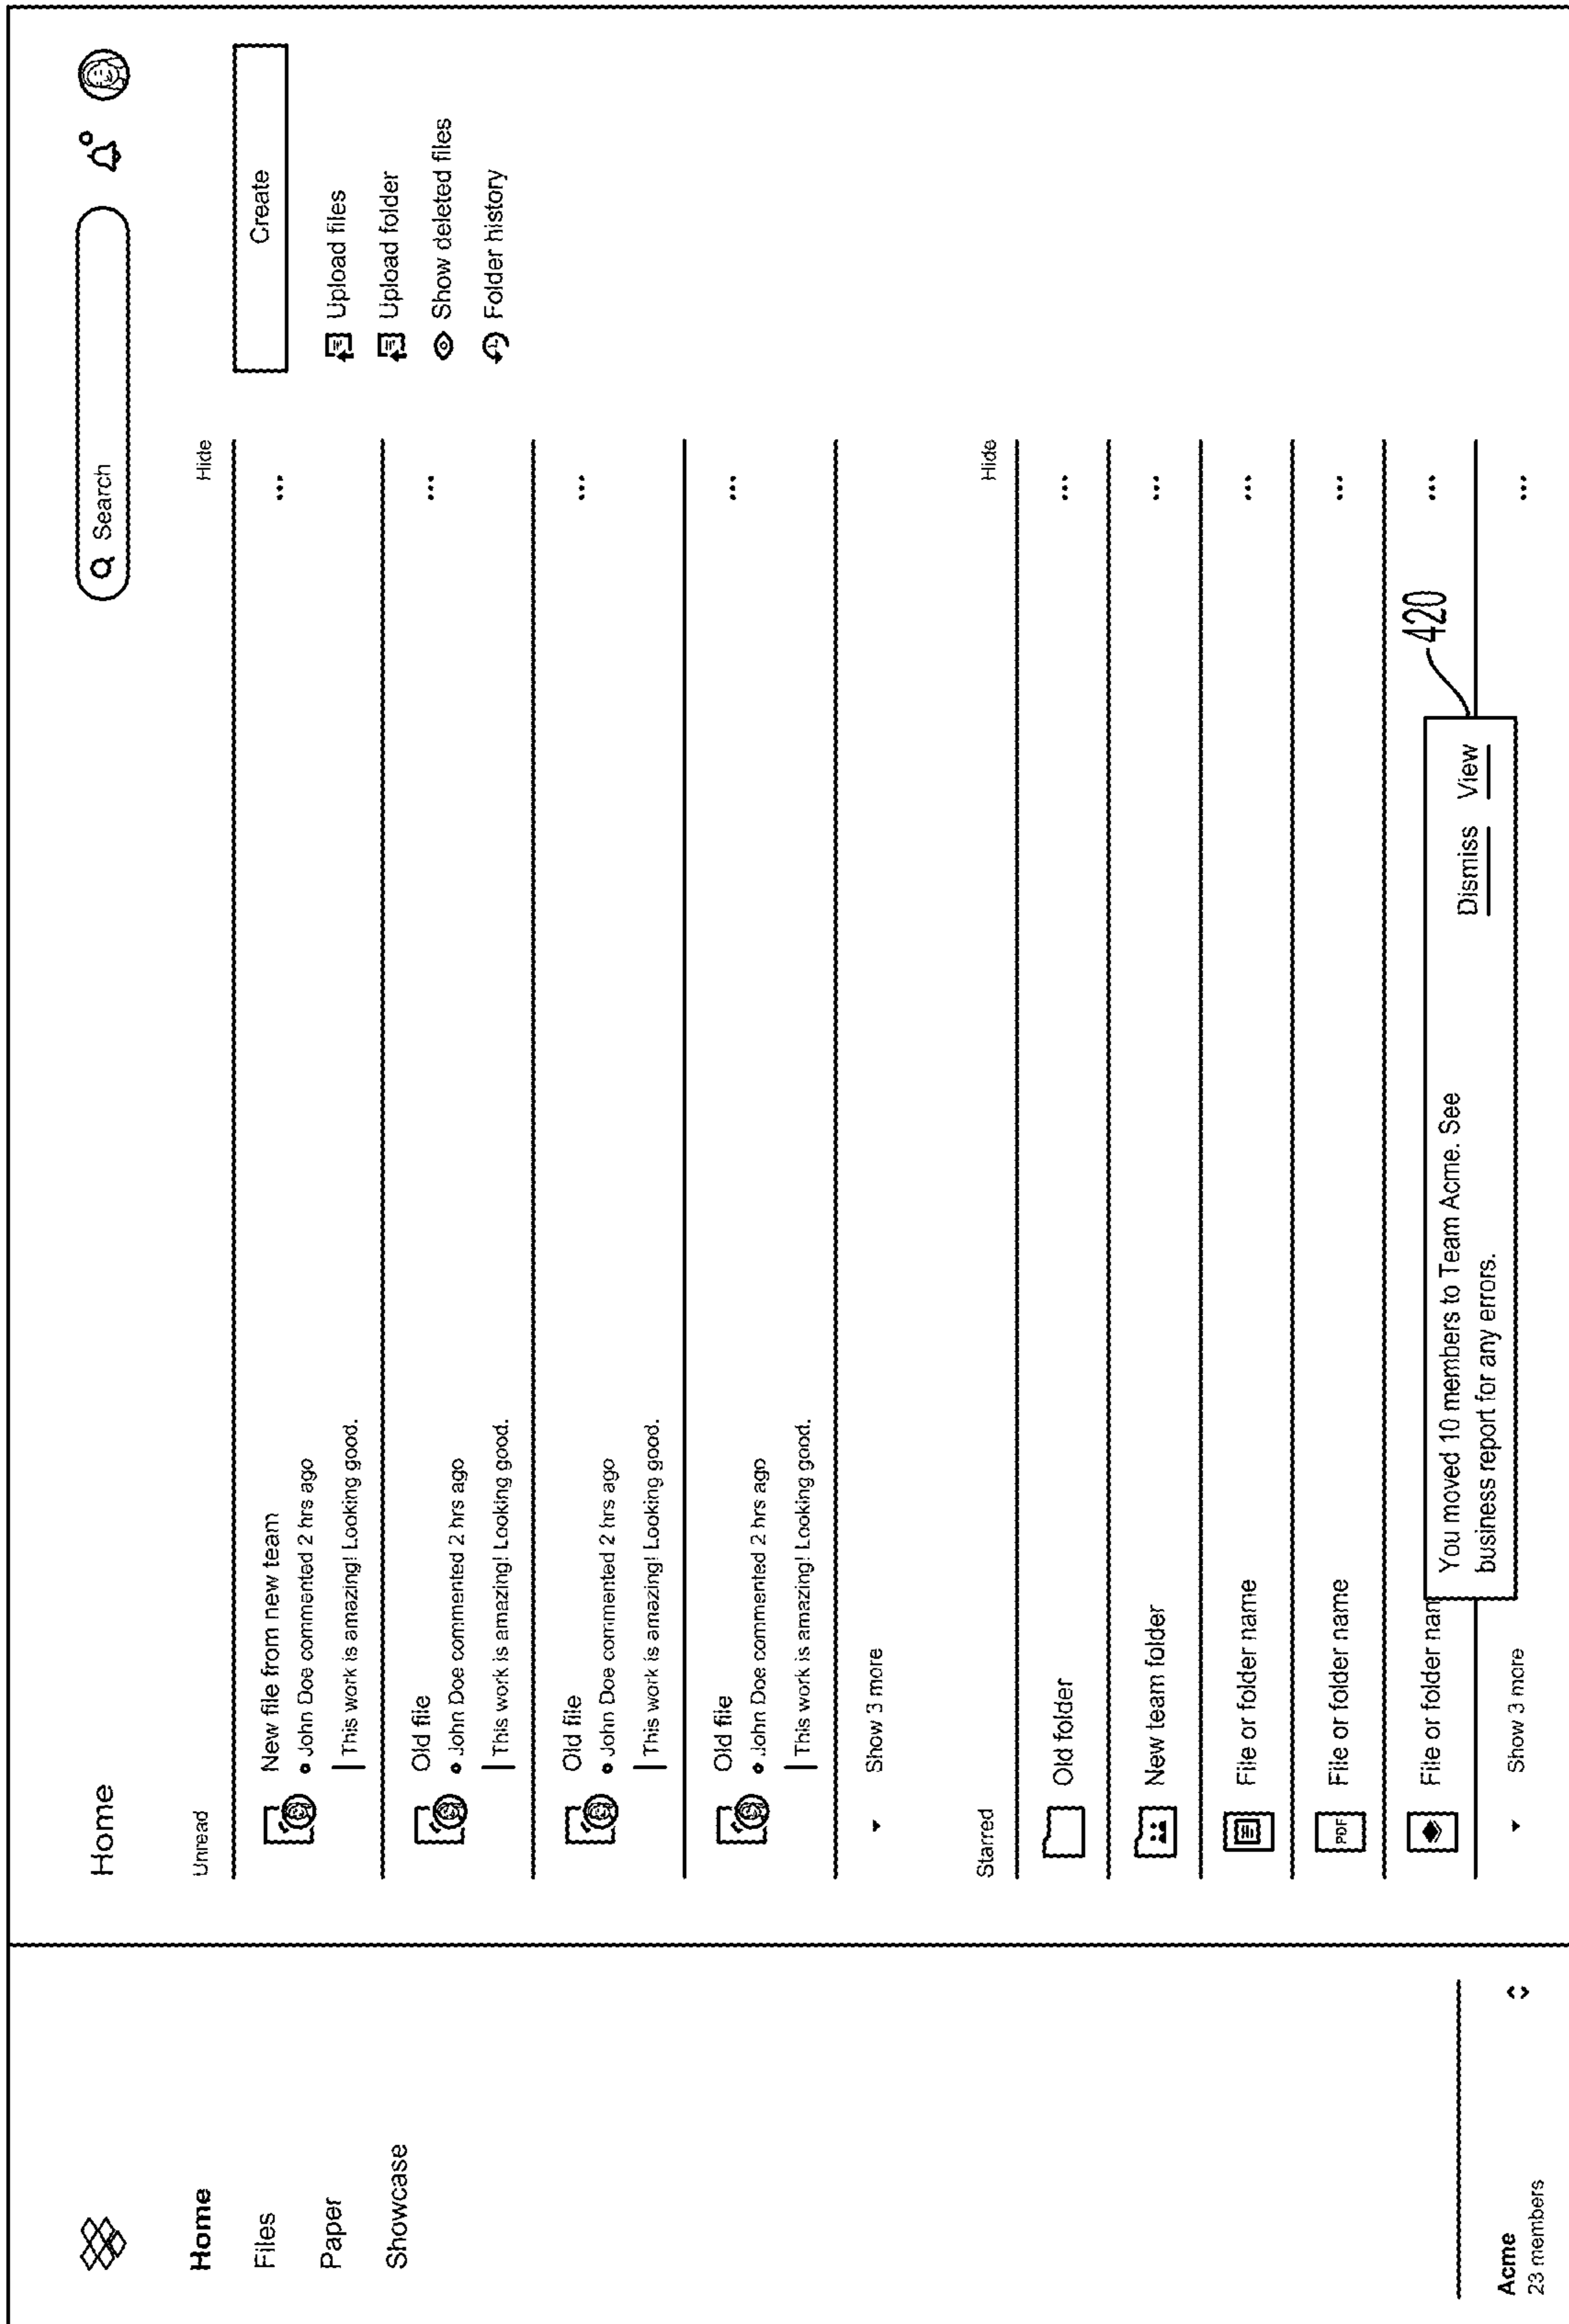 Home
Files
Paper
Showcase
Acme
23 members
Home
Search
Unread
Hide
New file from new team
John Doe commented 2 hrs ago
This work is amazing! Looking good.
Old file
John Doe commented 2 hrs ago
This work is amazing! Looking good.
Old file
John Doe commented 2 hrs ago
This work is amazing! Looking good.
Old file
John Doe commented 2 hrs ago
This work is amazing! Looking good.
Show 3 more
Starred
Hide
Old folder
New team folder
File or folder name
PDF
File or folder name
File or folder nam
Show 3 more
You moved 10 members to Team Acme. See
business report for any errors.
Dismiss View
420
Create
Upload files
Upload folder
Show deleted files
Folder history